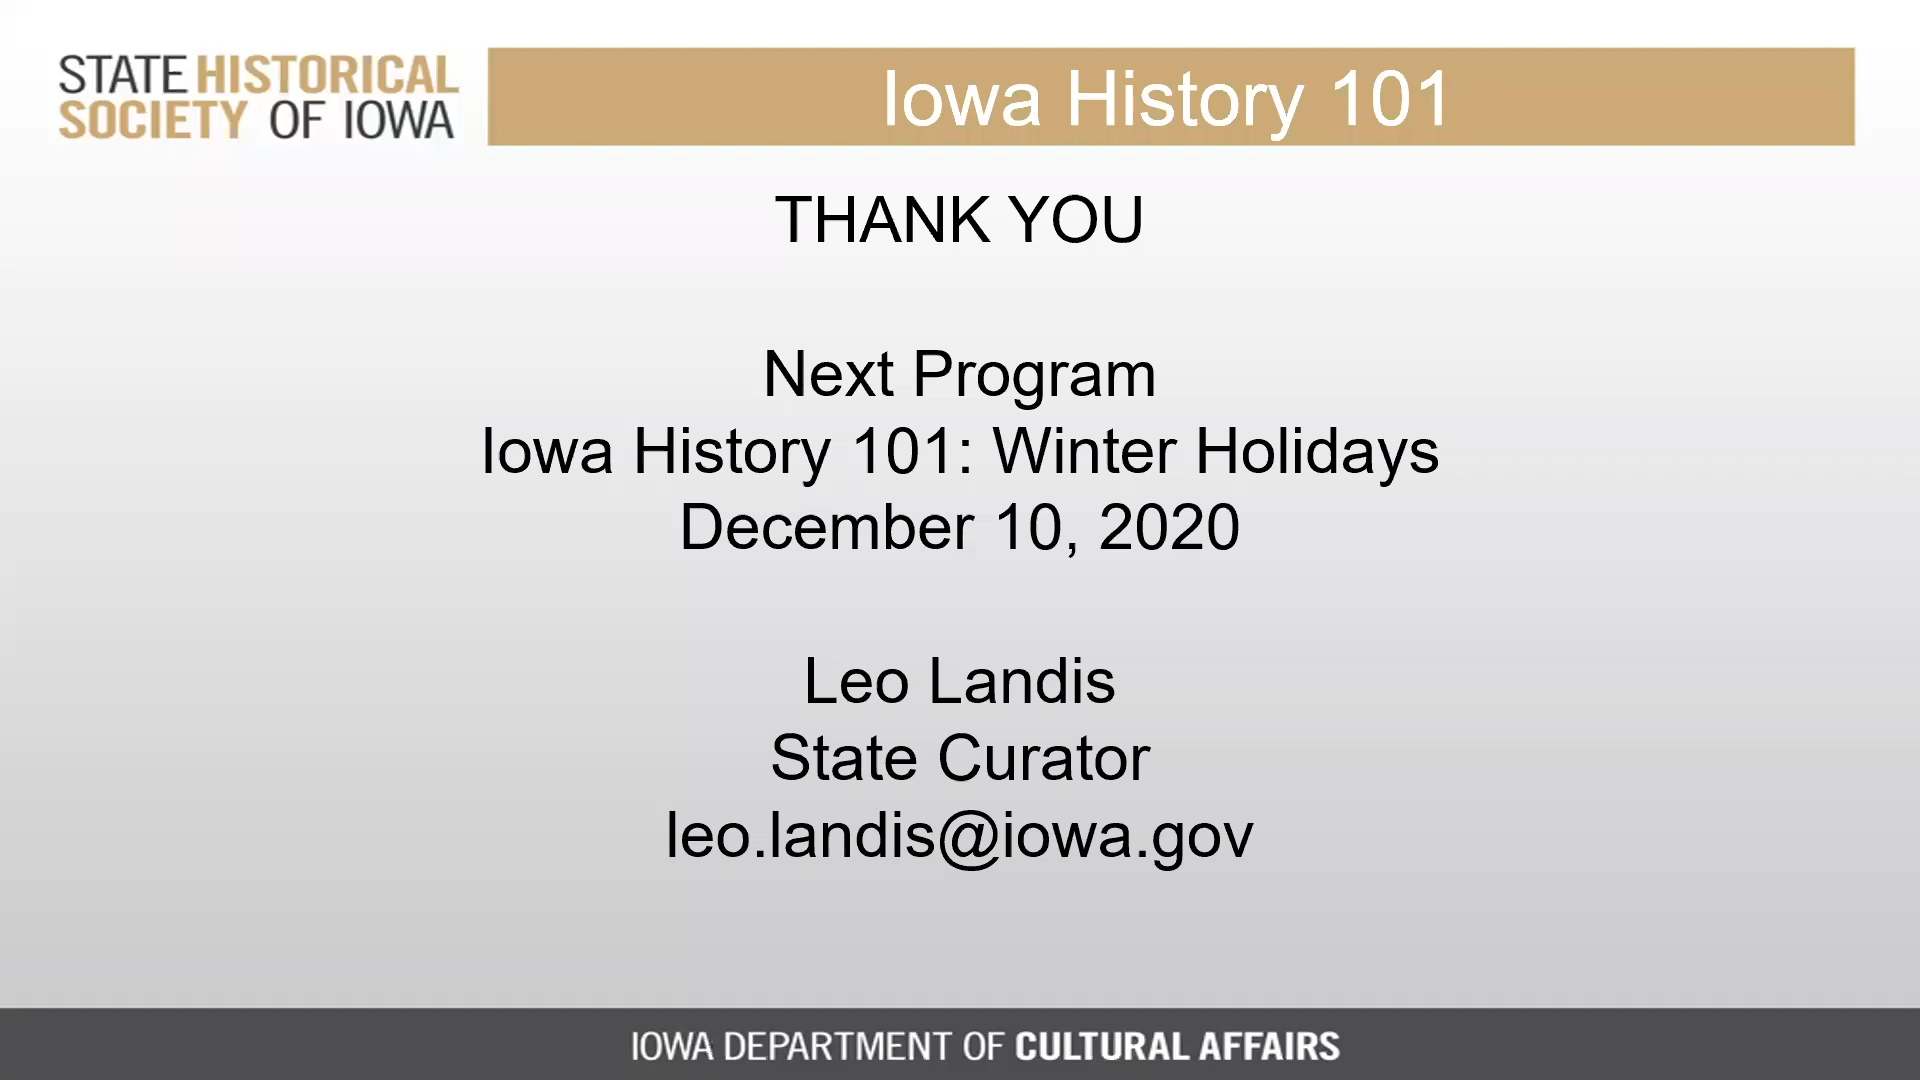 STATE HISTORICAL
SOCIETY OF IOWA
Iowa History 101
THANK YOU
Next Program
Iowa History 101: Winter Holidays
December 10, 2020
Leo Landis
State Curator
leo.landis@iowa.gov
IOWA DEPARTMENT OF CULTURAL AFFAIRS